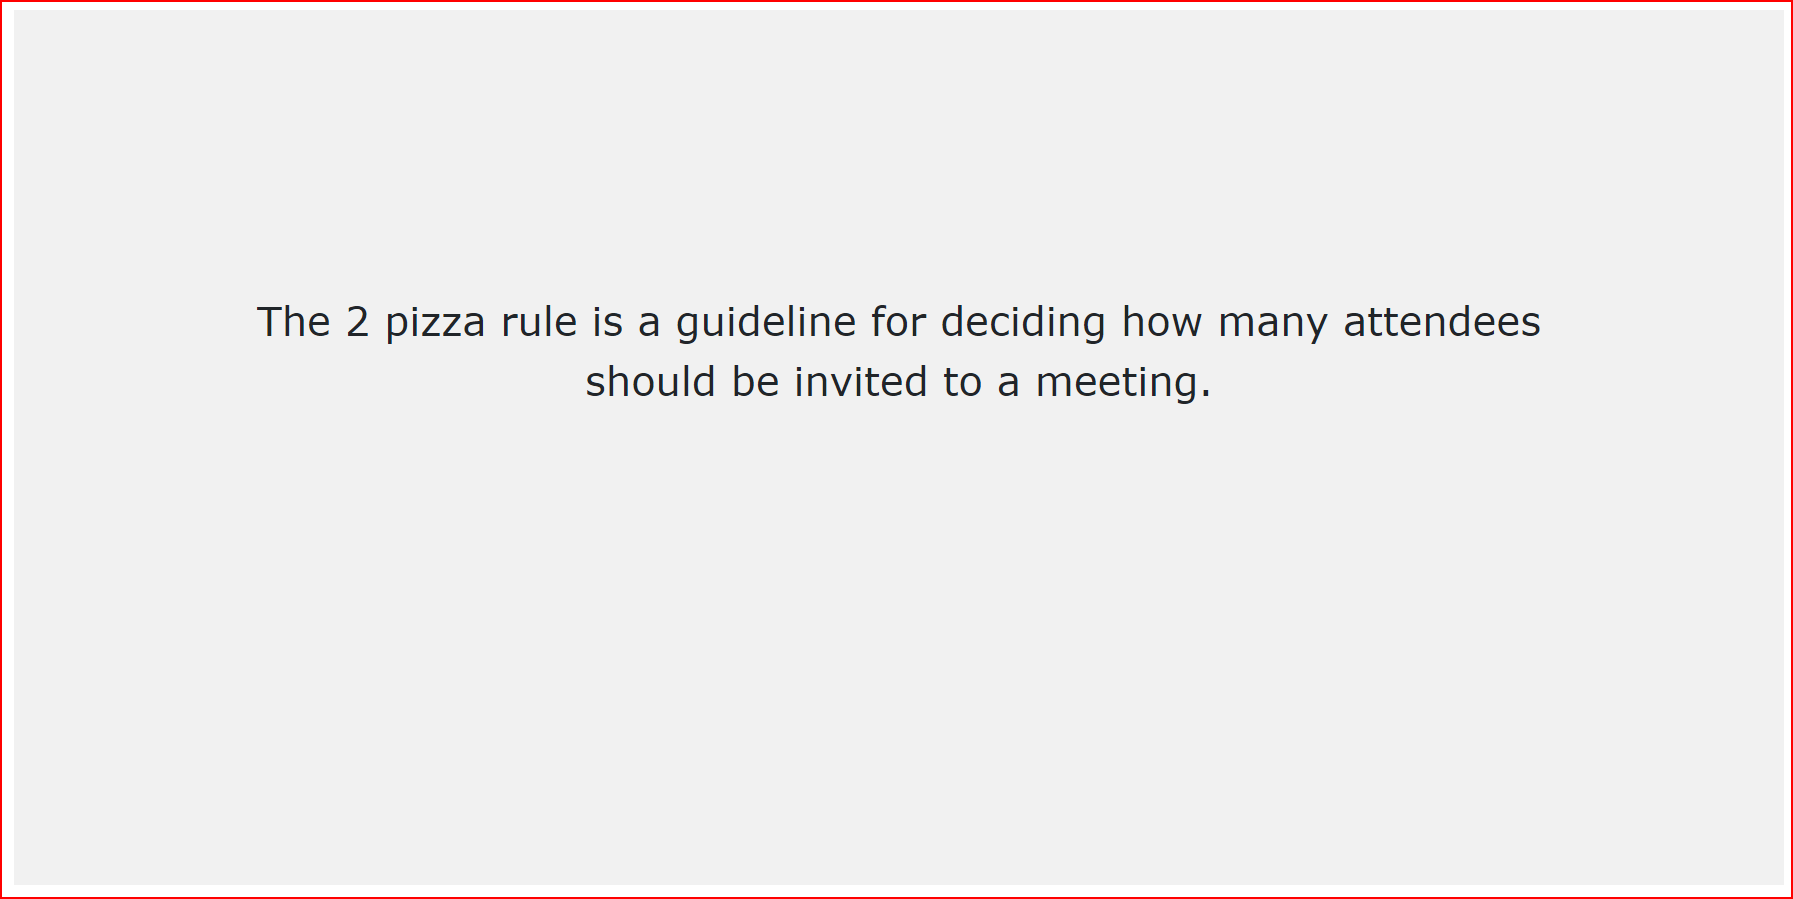 The 2 pizza rule is a guideline for deciding how many attendees
should be invited to a meeting.